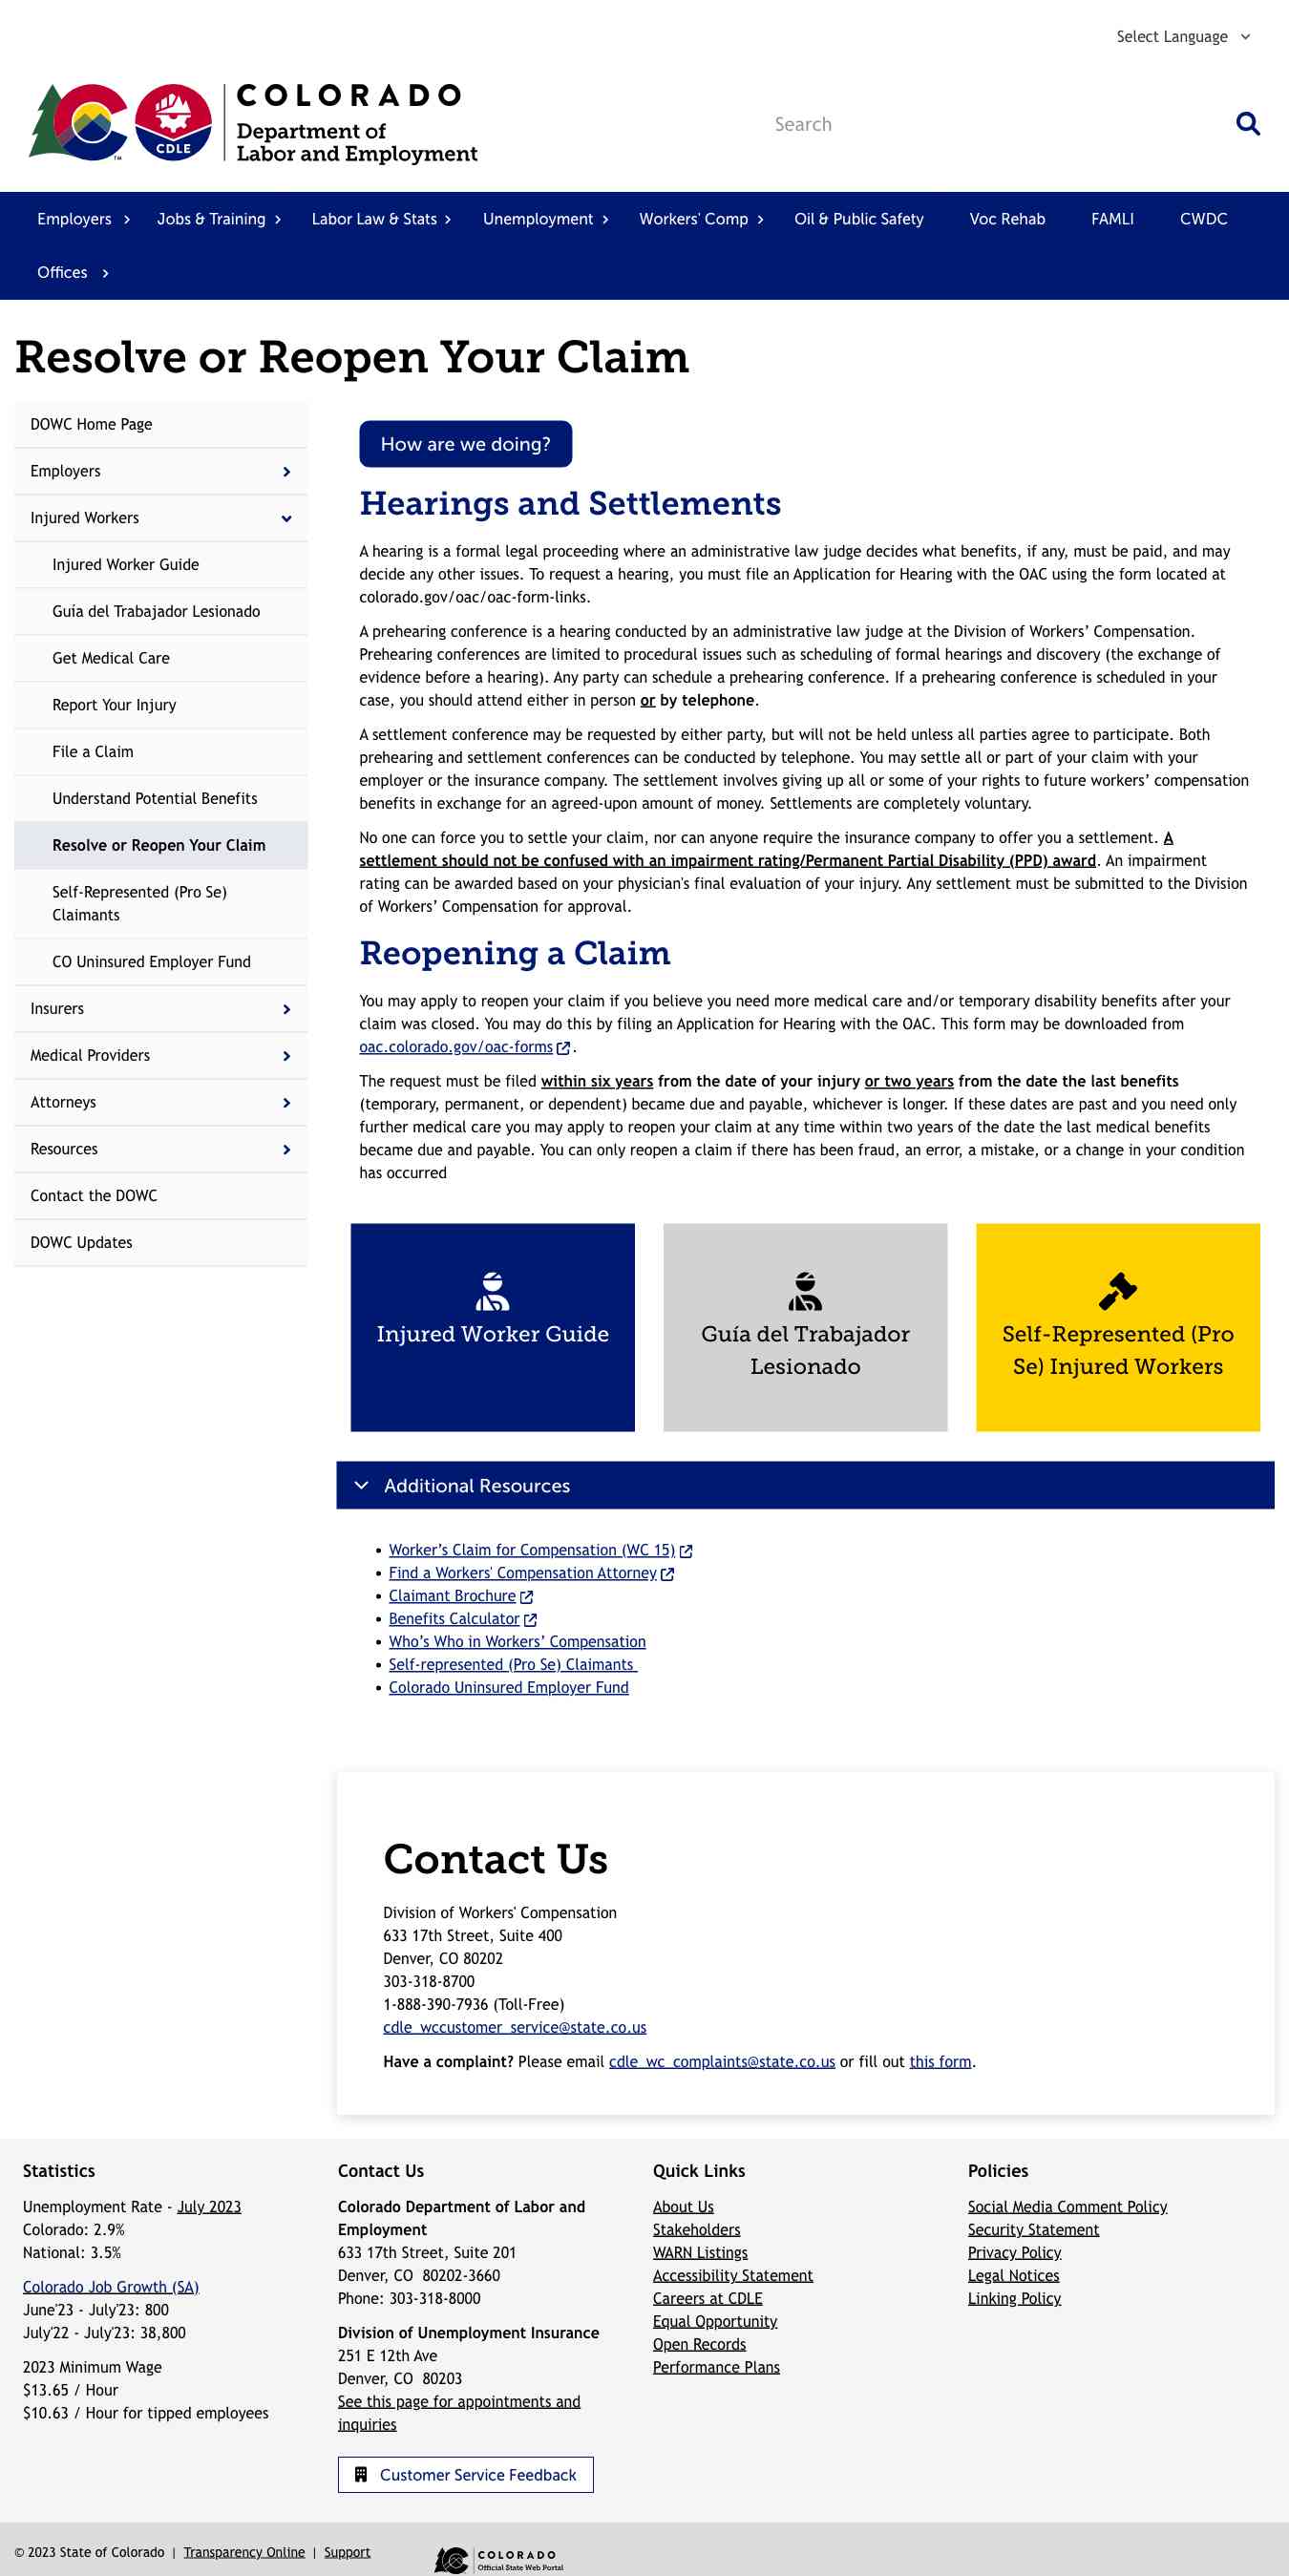 Select Language
COLORADO
Department of
Labor and Employment
CDLE
TM
Search
Employers
Jobs & Training
Labor Law & Stats
Unemployment
Workers' Comp
Oil & Public Safety
Voc Rehab
FAMLI
CWDC
Offices
Resolve or Reopen Your Claim
DOWC Home Page
Employers
Injured Workers
Injured Worker Guide
Guía del Trabajador Lesionado
Get Medical Care
Report Your Injury
File a Claim
Understand Potential Benefits
Resolve or Reopen Your Claim
Self-Represented (Pro Se)
Claimants
CO Uninsured Employer Fund
Insurers
Medical Providers
Attorneys
Resources
Contact the DOWC
DOWC Updates
How are we doing?
Hearings and Settlements
A hearing is a formal legal proceeding where an administrative law judge decides what benefits, if any, must be paid, and may
decide any other issues. To request a hearing, you must file an Application for Hearing with the OAC using the form located at
colorado.gov/oac/oac-form-links.
A prehearing conference is a hearing conducted by an administrative law judge at the Division of Workers’ Compensation.
Prehearing conferences are limited to procedural issues such as scheduling of formal hearings and discovery (the exchange of
evidence before a hearing). Any party can schedule a prehearing conference. If a prehearing conference is scheduled in your
case, you should attend either in person or by telephone.
A settlement conference may be requested by either party, but will not be held unless all parties agree to participate. Both
prehearing and settlement conferences can be conducted by telephone. You may settle all or part of your claim with your
employer or the insurance company. The settlement involves giving up all or some of your rights to future workers’ compensation
benefits in exchange for an agreed-upon amount of money. Settlements are completely voluntary.
No one can force you to settle your claim, nor can anyone require the insurance company to offer you a settlement. A
settlement should not be confused with an impairment rating/Permanent Partial Disability (PPD) award. An impairment
rating can be awarded based on your physician's final evaluation of your injury. Any settlement must be submitted to the Division
of Workers’ Compensation for approval.
Reopening a Claim
You may apply to reopen your claim if you believe you need more medical care and/or temporary disability benefits after your
claim was closed. You may do this by filing an Application for Hearing with the OAC. This form may be downloaded from
oac.colorado.gov/oac-forms .
The request must be filed within six years from the date of your injury or two years from the date the last benefits
(temporary, permanent, or dependent) became due and payable, whichever is longer. If these dates are past and you need only
further medical care you may apply to reopen your claim at any time within two years of the date the last medical benefits
became due and payable. You can only reopen a claim if there has been fraud, an error, a mistake, or a change in your condition
has occurred
Injured Worker Guide
Guía del Trabajador
Lesionado
Self-Represented (Pro
Se) Injured Workers
Additional Resources
• Worker’s Claim for Compensation (WC 15)
• Find a Workers' Compensation Attorney
• Claimant Brochure
• Benefits Calculator
• Who’s Who in Workers’ Compensation
• Self-represented (Pro Se) Claimants
• Colorado Uninsured Employer Fund
Contact Us
Division of Workers' Compensation
633 17th Street, Suite 400
Denver, CO 80202
303-318-8700
1-888-390-7936 (Toll-Free)
cdle_wccustomer_service@state.co.us
Have a complaint? Please email cdle_wc_complaints@state.co.us or fill out this form.
Statistics
Unemployment Rate - July 2023
Colorado: 2.9%
National: 3.5%
Colorado Job Growth (SA)
June'23 - July'23: 800
July'22 - July'23: 38,800
2023 Minimum Wage
$13.65 / Hour
$10.63 / Hour for tipped employees
Contact Us
Colorado Department of Labor and
Employment
633 17th Street, Suite 201
Denver, CO  80202-3660
Phone: 303-318-8000
Division of Unemployment Insurance
251 E 12th Ave
Denver, CO  80203
See this page for appointments and
inquiries
Customer Service Feedback
Quick Links
About Us
Stakeholders
WARN Listings
Accessibility Statement
Careers at CDLE
Equal Opportunity
Open Records
Performance Plans
Policies
Social Media Comment Policy
Security Statement
Privacy Policy
Legal Notices
Linking Policy
© 2023 State of Colorado | Transparency Online | Support
COLORADO
Official State Web Portal